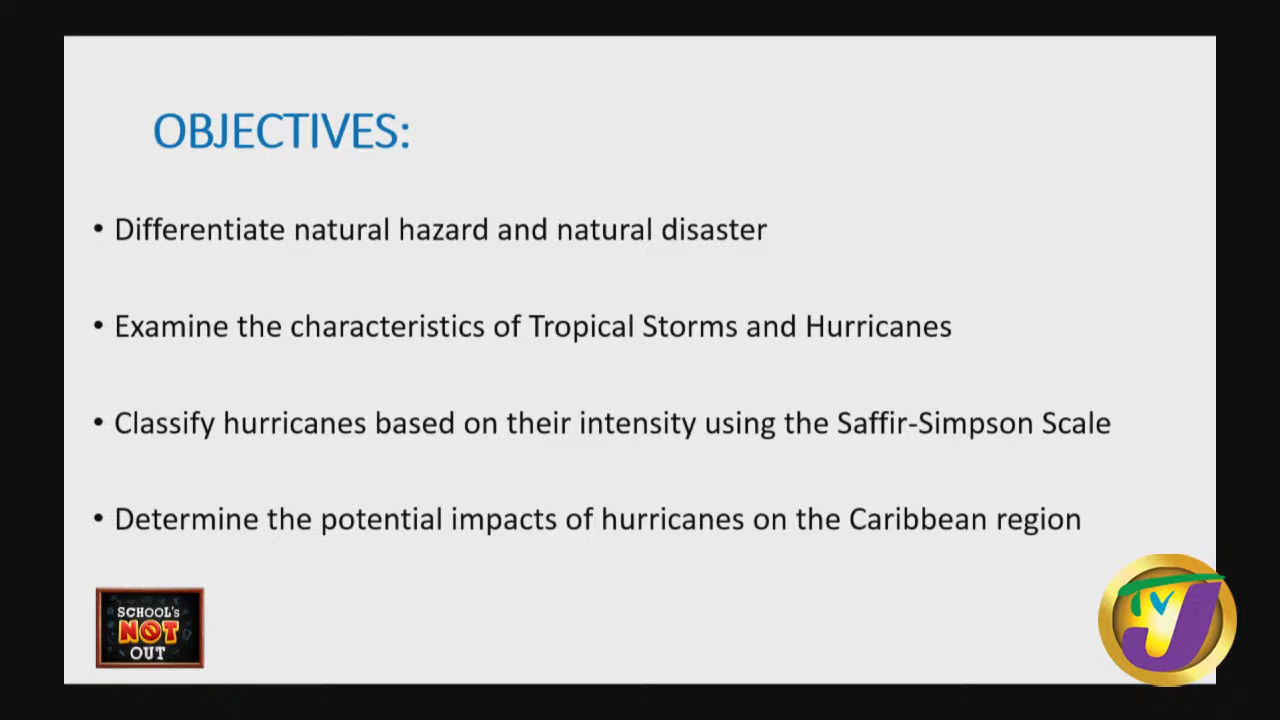 OBJECTIVES:
• Differentiate natural hazard and natural disaster
• Examine the characteristics of Tropical Storms and Hurricanes
• Classify hurricanes based on their intensity using the Saffir-Simpson Scale
• Determine the potential impacts of hurricanes on the Caribbean region
SCHOOL's
NOT
OUT
TVJ